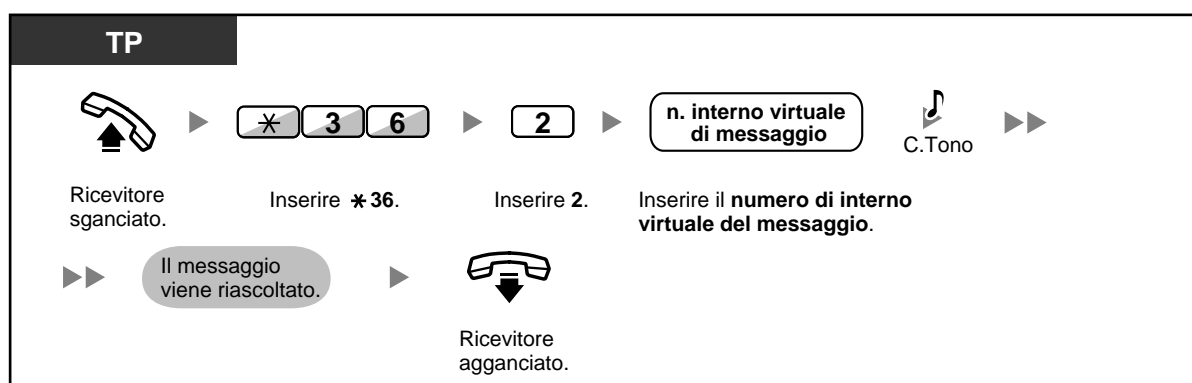 TP
✳ 3 6
2
n. interno virtuale
di messaggio
C.Tono
Ricevitore
sganciato.
Inserire ✳36.
Inserire 2.
Inserire il numero di interno
virtuale del messaggio.
Il messaggio
viene riascoltato.
Ricevitore
agganciato.